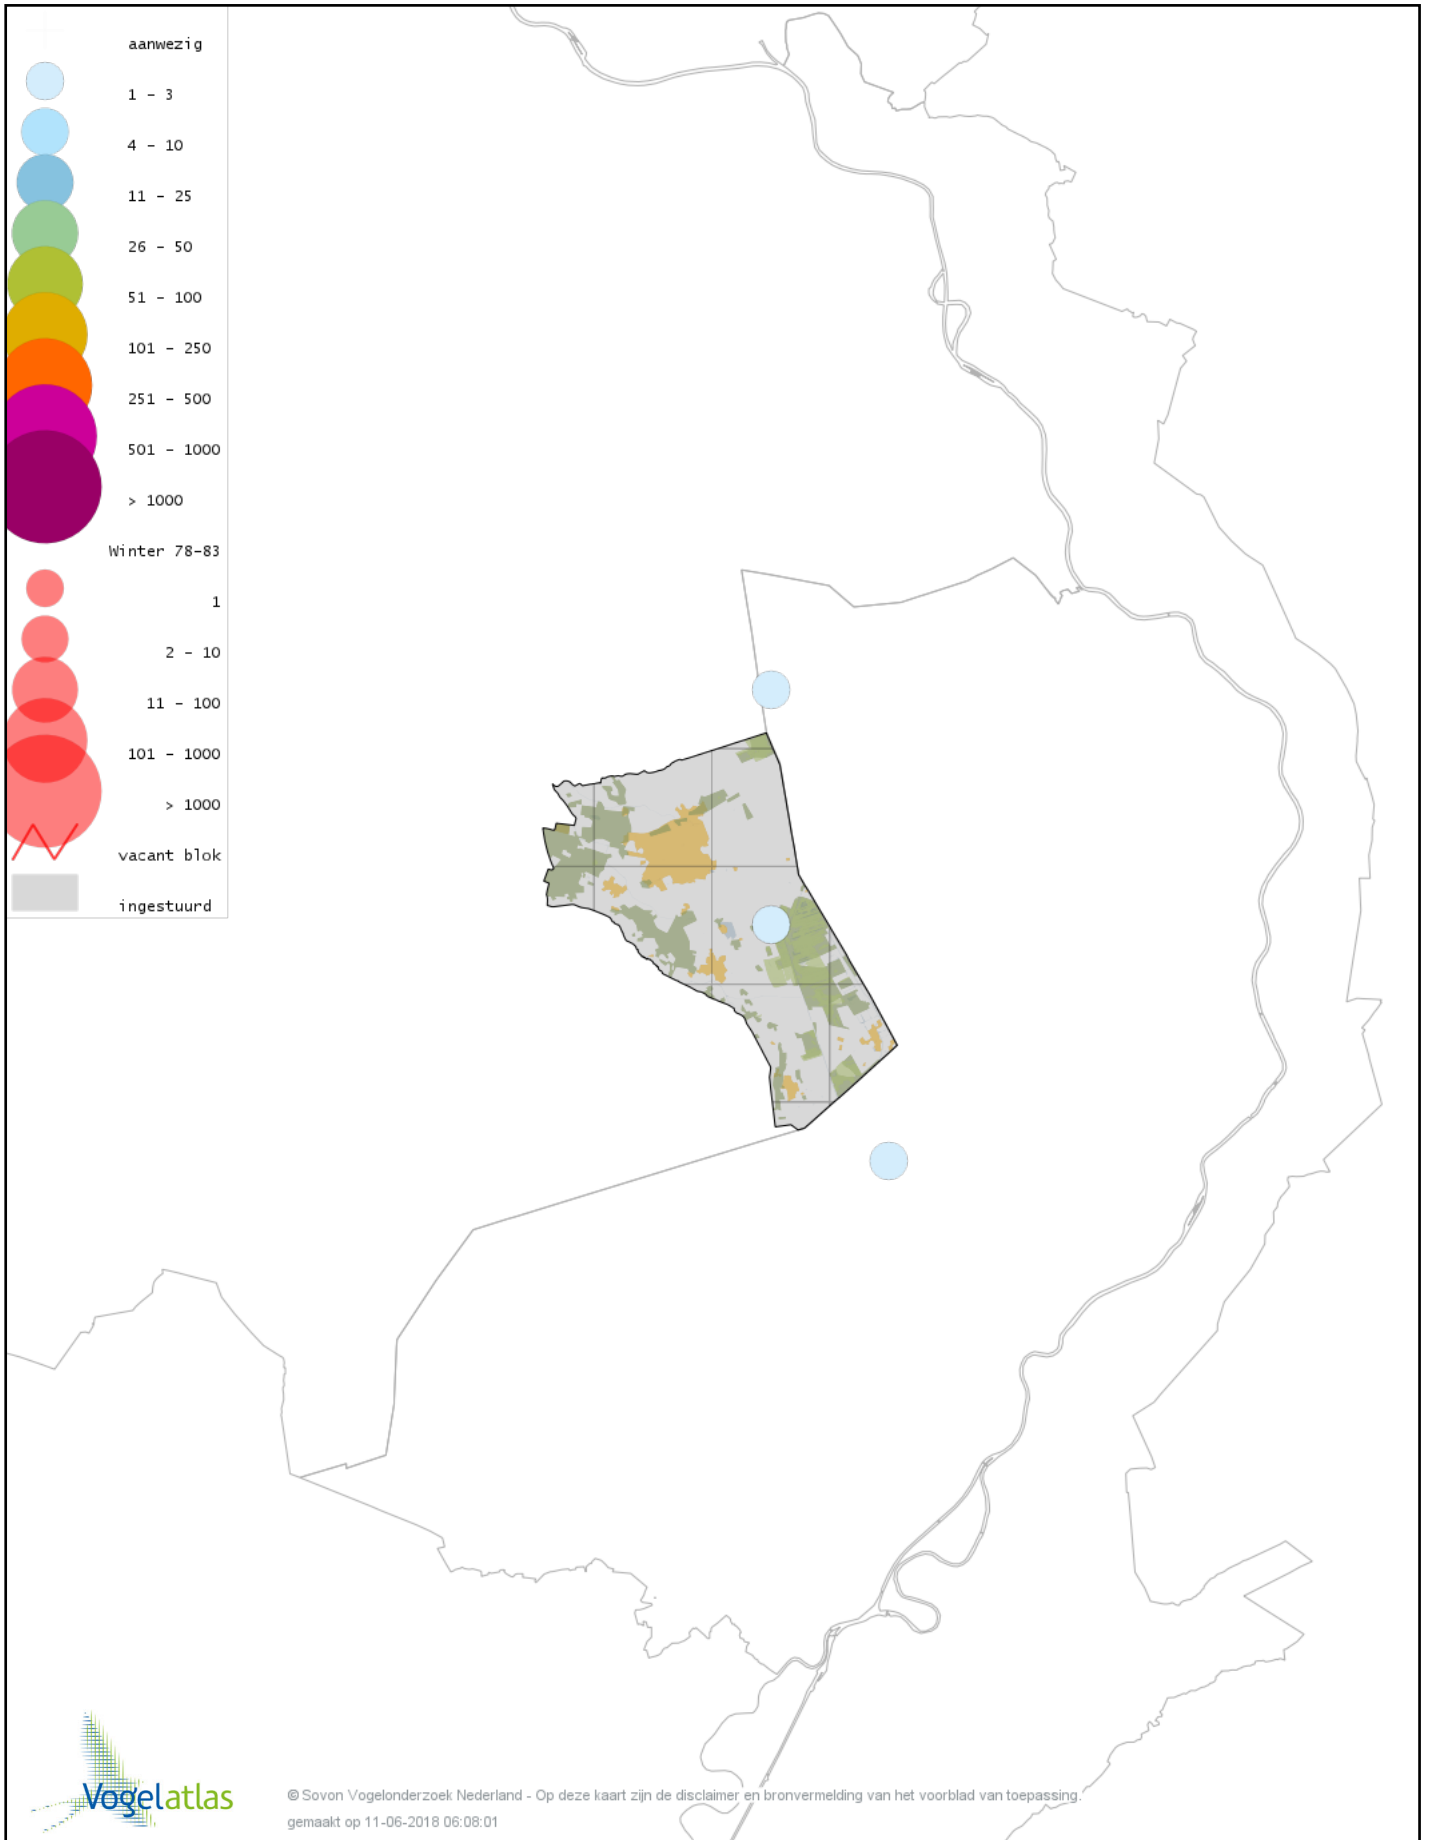 aanwezig
1 - 3
4 - 10
11 - 25
26 - 50
51 - 100
101 - 250
251 - 500
501 - 1000
> 1000
Winter 78-83
1
2 - 10
11 - 100
101 - 1000
> 1000
vacant blok
ingestuurd
Vogelatlas
© Sovon Vogelonderzoek Nederland - Op deze kaart zijn de disclaimer en bronvermelding van het voorblad van toepassing.
gemaakt op 11-06-2018 06:08:01